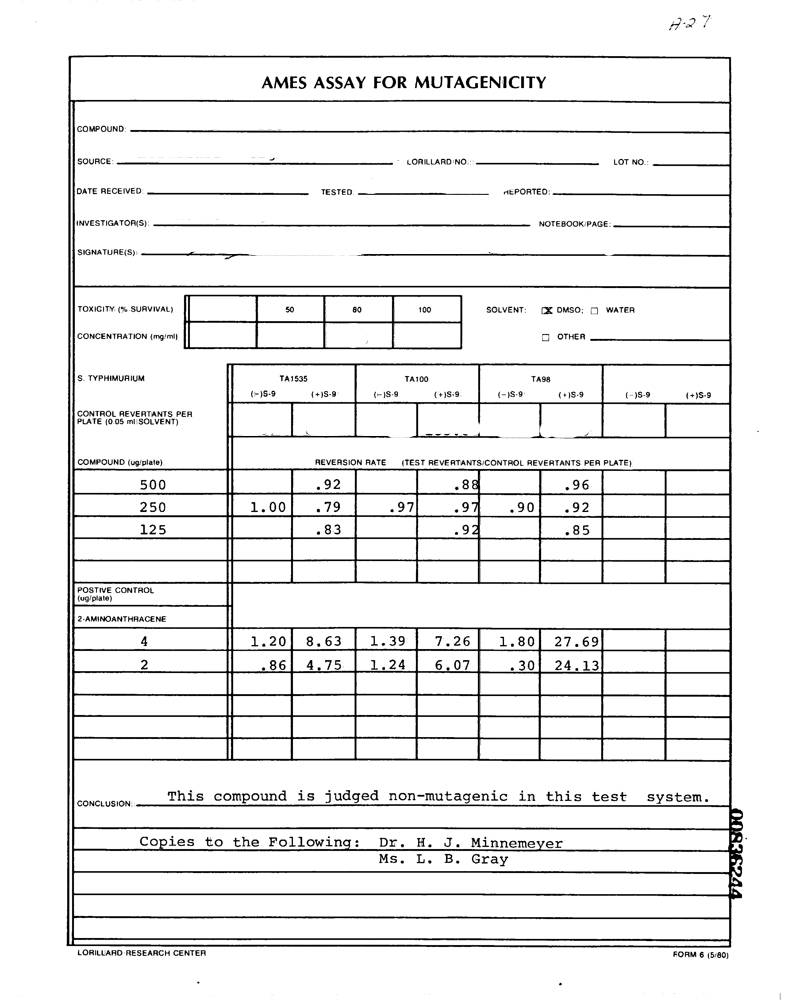 A-27
AMES ASSAY FOR MUTAGENICITY
COMPOUND:
SOURCE: LORILLARD NO.: LOT NO.:
DATE RECEIVED: TESTED: REPORTED:
INVESTIGATOR(S): NOTEBOOK/PAGE:
SIGNATURE(S):
TOXICITY (% SURVIVAL) 50 80 100 SOLVENT: X DMSO; WATER
CONCENTRATION (mg/ml) OTHER
S. TYPHIMURIUM TA1535 TA100 TA98
(-)S-9 (+)S-9 (-)S-9 (+)S-9 (-)S-9 (+)S-9 (-)S-9 (+)S-9
CONTROL REVERTANTS PER
PLATE (0.05 ml SOLVENT)
COMPOUND (ug/plate) REVERSION RATE (TEST REVERTANTS/CONTROL REVERTANTS PER PLATE)
500 .92 .88 .96
250 1.00 .79 .97 .97 .90 .92
125 .83 .92 .85
POSTIVE CONTROL
(ug/plate)
2-AMINOANTHRACENE
4 1.20 8.63 1.39 7.26 1.80 27.69
2 .86 4.75 1.24 6.07 .30 24.13
CONCLUSION: This compound is judged non-mutagenic in this test system.
Copies to the Following: Dr. H. J. Minnemeyer
Ms. L. B. Gray
00836244
LORILLARD RESEARCH CENTER FORM 6 (5/80)